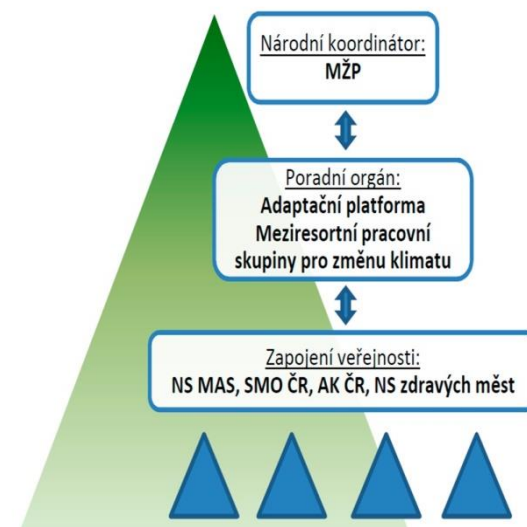 Národní koordinátor:
MŽP
Poradní orgán:
Adaptační platforma
Meziresortní pracovní
skupiny pro změnu klimatu
Zapojení veřejnosti:
NS MAS, SMO ČR, AK ČR, NS zdravých měst